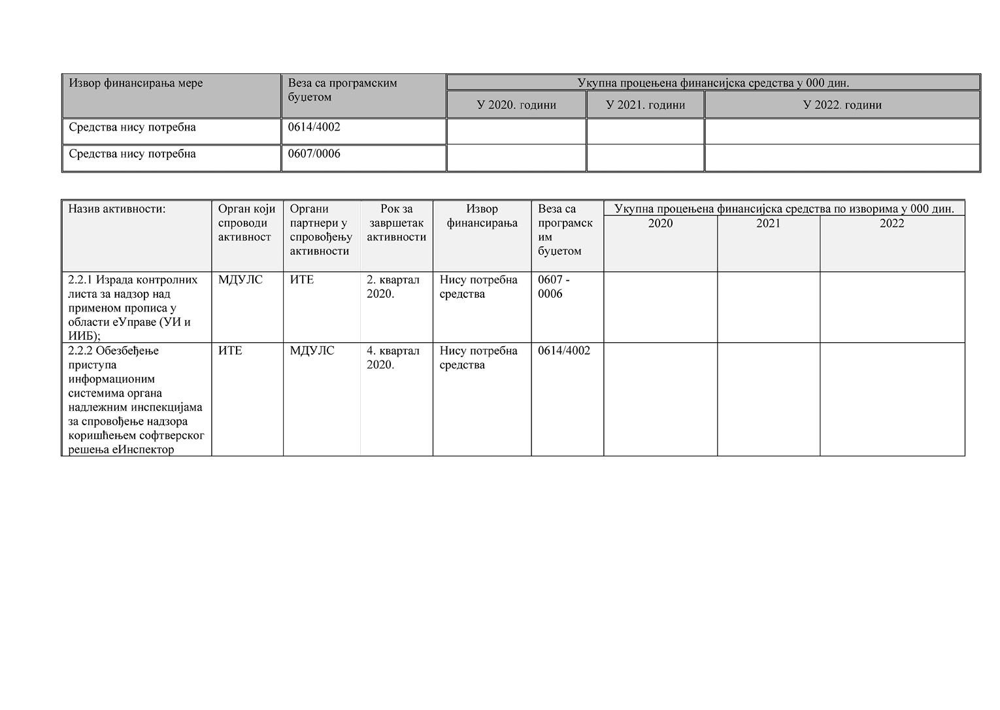 Извор финансирања мере
Веза са програмским
буџетом
Укупна процењена финансијска средства у 000 дин.
У 2020. години
У 2021. години
У 2022. години
Средства нису потребна
0614/4002
Средства нису потребна
0607/0006
Назив активности:
Орган који
спроводи
активност
Органи
партнери у
спровођењу
активности
Рок за
завршетак
активности
Извор
финансирања
Веза са
програмск
им
буџетом
Укупна процењена финансијска средства по изворима у 000 дин.
2020
2021
2022
2.2.1 Израда контролних
листа за надзор над
применом прописа у
области еУправе (УИ и
ИИБ);
МДУЛС
ИТЕ
2. квартал
2020.
Нису потребна
средства
0607 -
0006
2.2.2 Обезбеђење
приступа
информационим
системима органа
надлежним инспекцијама
за спровођење надзора
коришћењем софтверског
решења еИнспектор
ИТЕ
МДУЛС
4. квартал
2020.
Нису потребна
средства
0614/4002